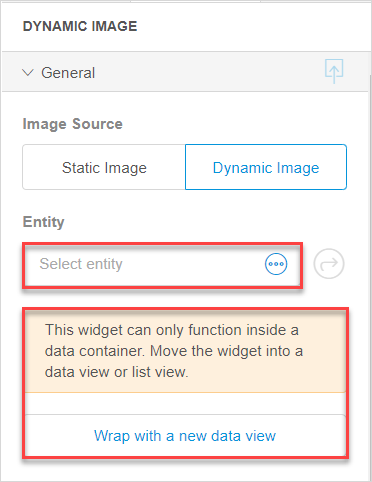 DYNAMIC IMAGE
General
Image Source
Static Image
Dynamic Image
Entity
Select entity
This widget can only function inside a
data container. Move the widget into a
data view or list view.
Wrap with a new data view